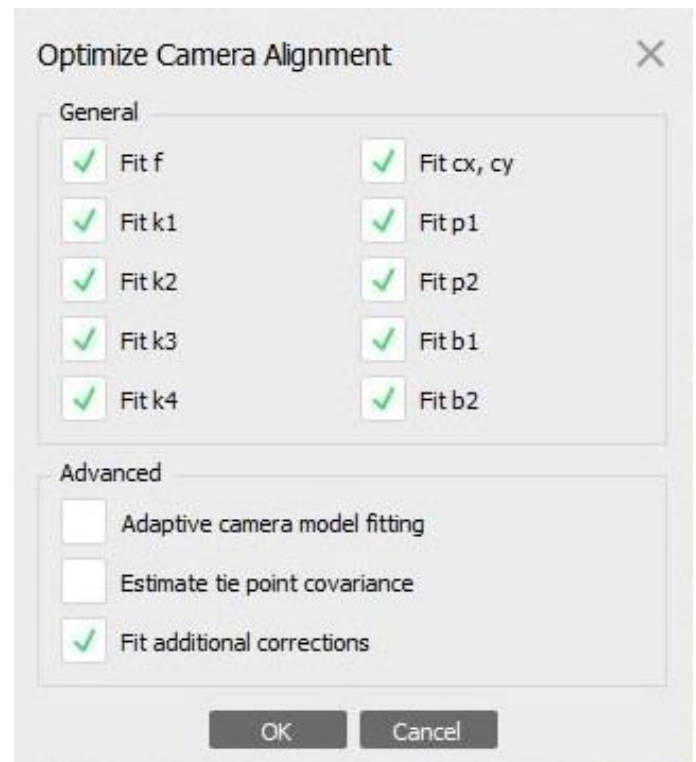 Optimize Camera Alignment
General
Fit f
Fit cx, cy
Fit k1
Fit p1
Fit k2
Fit p2
Fit k3
Fit b1
Fit k4
Fit b2
Advanced
Adaptive camera model fitting
Estimate tie point covariance
Fit additional corrections
OK
Cancel